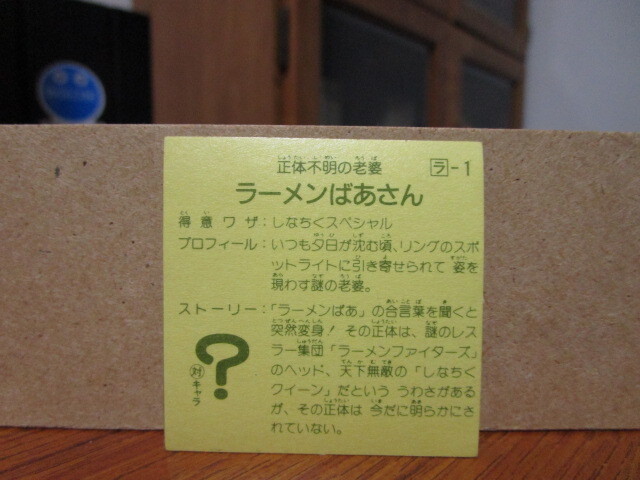 正体不明の老婆
ラ-1
ラーメンばあさん
得意ワザ:しなちくスペシャル
プロフィール:いつも夕日が沈む頃、リングのスポ
ットライトに引き寄せられて 姿を
現わす謎の老婆。
ストーリー:「ラーメンばあ」の合言葉を聞くと
突然変身! その正体は、謎のレス
ラー集団「ラーメンファイターズ」
のヘッド、天下無敵の「しなちく
クイーン」だという うわさがある
が、その正体は 今だに明らかにさ
れていない。
?
対キャラ